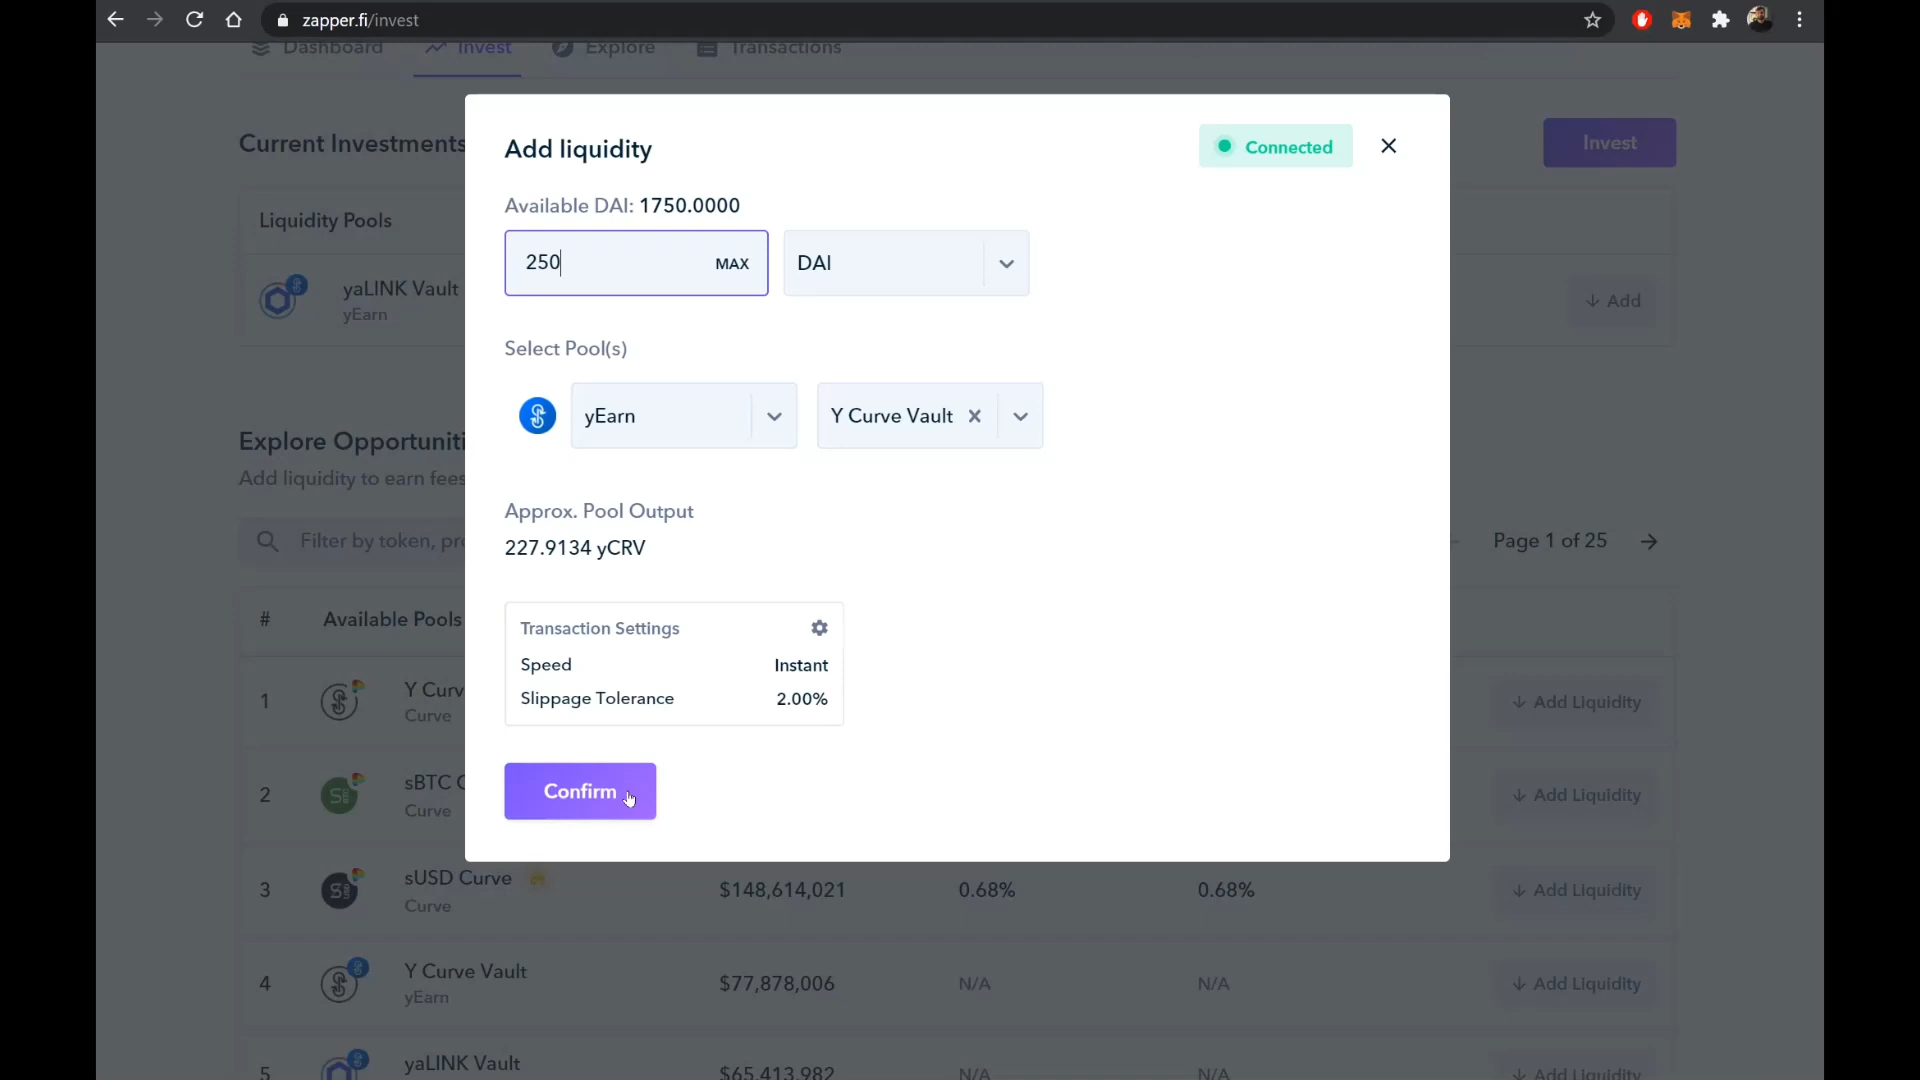 zapper.fi/invest
Dashboard Invest Explore Transactions
Current Investments
Invest
Add liquidity
Connected
Available DAI: 1750.0000
Liquidity Pools
250 MAX DAI
yaLINK Vault
yEarn
Add
Select Pool(s)
yEarn Y Curve Vault
Explore
Add liquidity to earn fees
Approx. Pool Output
227.9134 yCRV
Filter by token,
Page 1 of 25
# Available Pools
Transaction Settings
Speed Instant
Slippage Tolerance 2.00%
1
Curve
Add Liquidity
Confirm
2 sBTC
Curve
Add Liquidity
3 sUSD Curve $148,614,021 0.68% 0.68% Add Liquidity
Curve
4 Y Curve Vault $77,878,006 N/A N/A Add Liquidity
yEarn
5 yaLINK Vault $65,413,982 N/A N/A Add Liquidity